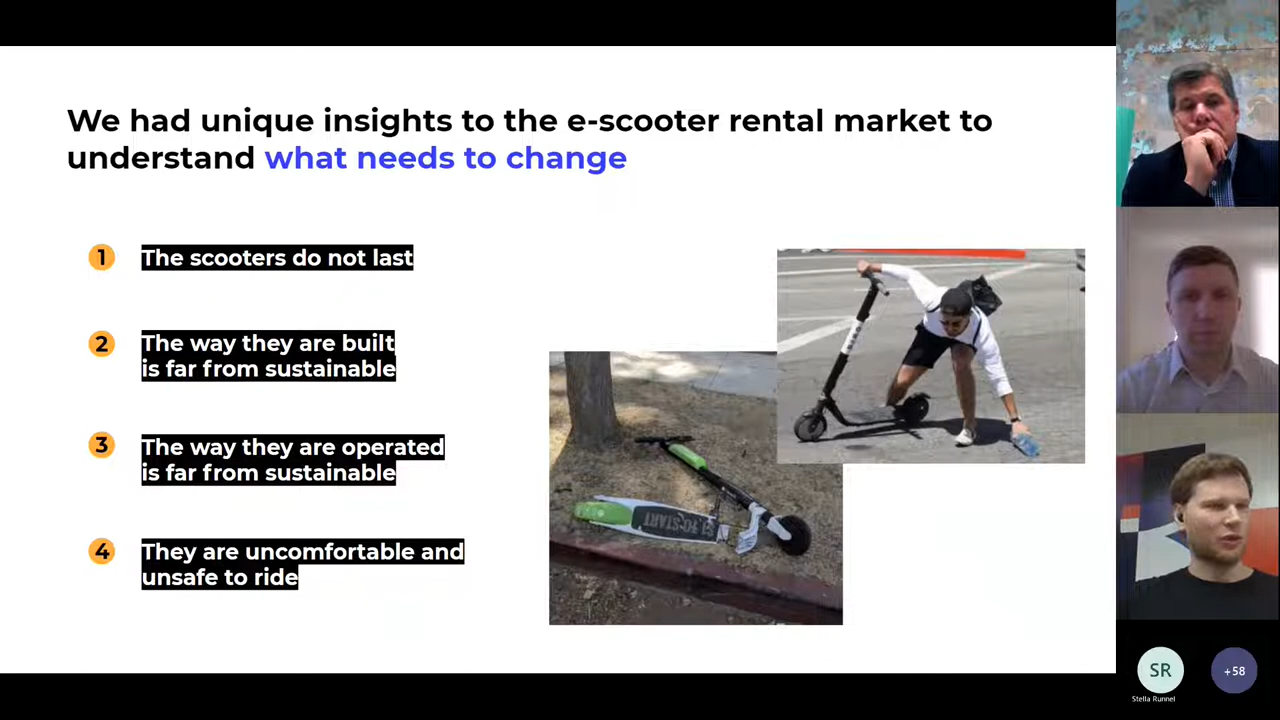 We had unique insights to the e-scooter rental market to
understand what needs to change
1
The scooters do not last
2
The way they are built
is far from sustainable
3
The way they are operated
is far from sustainable
4
They are uncomfortable and
unsafe to ride
SR
+58
Stella Runnel